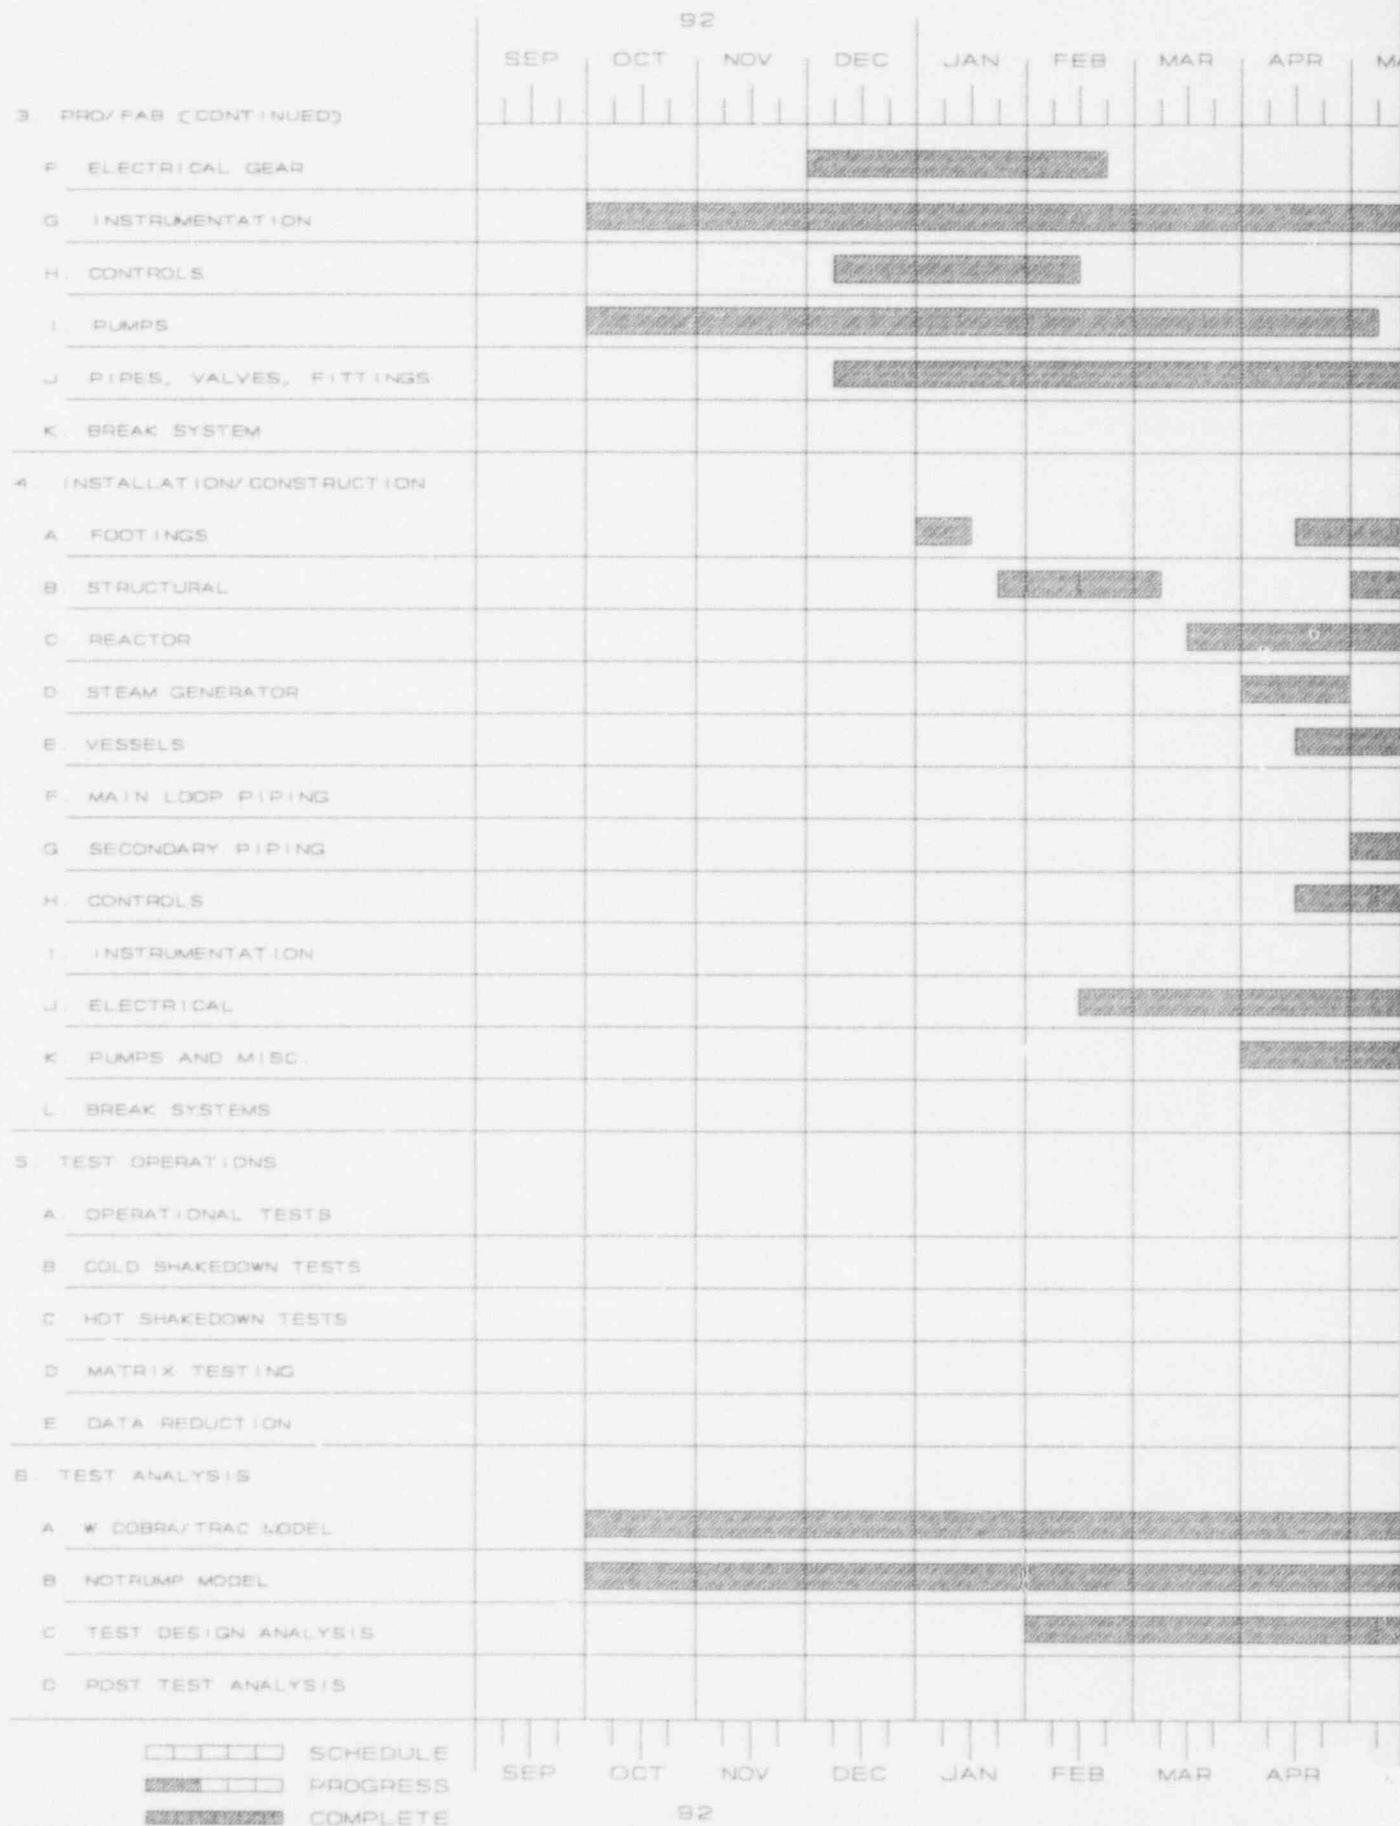 92
SEP OCT NOV DEC JAN FEB MAR APR MA
3. PRO/FAB (CONTINUED)
F. ELECTRICAL GEAR
G. INSTRUMENTATION
H. CONTROLS
I. PUMPS
J. PIPES, VALVES, FITTINGS
K. BREAK SYSTEM
4. INSTALLATION/CONSTRUCTION
A. FOOTINGS
B. STRUCTURAL
C. REACTOR
D. STEAM GENERATOR
E. VESSELS
F. MAIN LOOP PIPING
G. SECONDARY PIPING
H. CONTROLS
I. INSTRUMENTATION
J. ELECTRICAL
K. PUMPS AND MISC.
L. BREAK SYSTEMS
5. TEST OPERATIONS
A. OPERATIONAL TESTS
B. COLD SHAKEDOWN TESTS
C. HOT SHAKEDOWN TESTS
D. MATRIX TESTING
E. DATA REDUCTION
6. TEST ANALYSIS
A. W COBRA/TRAC MODEL
B. NOTRUMP MODEL
C. TEST DESIGN ANALYSIS
D. POST TEST ANALYSIS
SCHEDULE
PROGRESS
COMPLETE
SEP OCT NOV DEC JAN FEB MAR APR
92